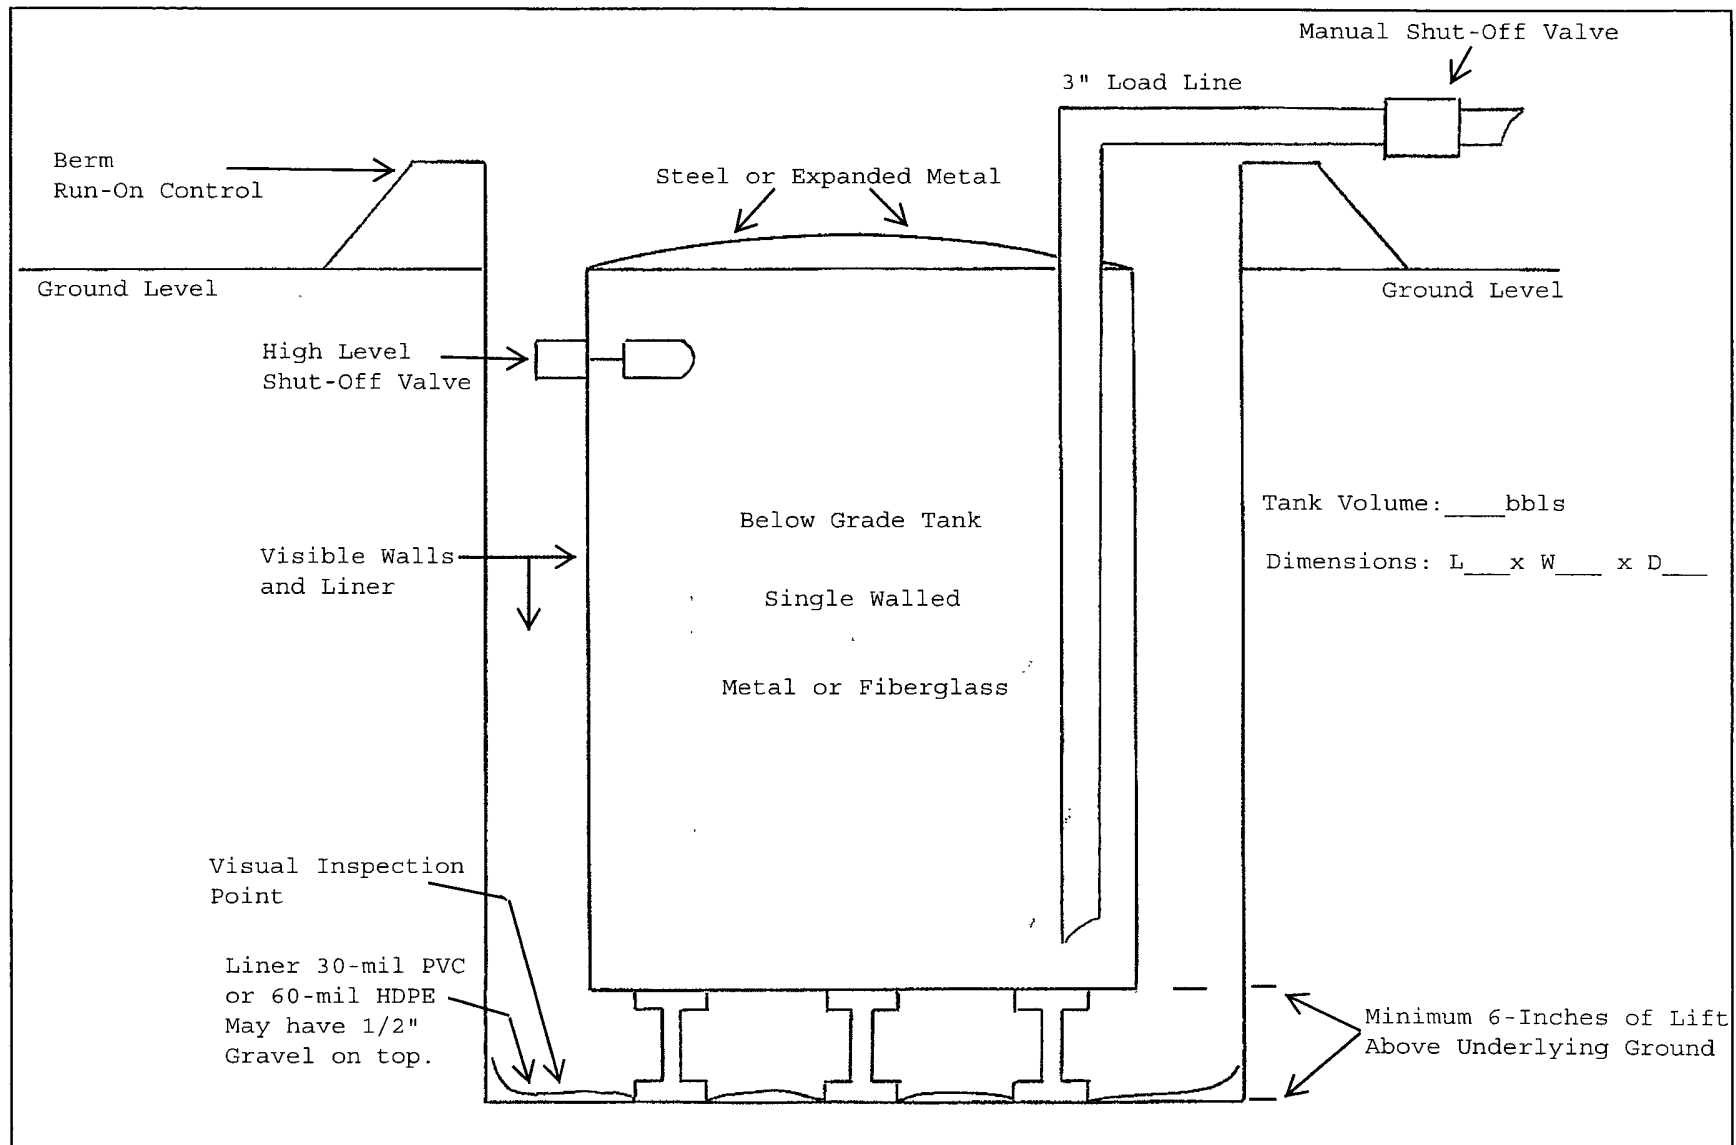 Manual Shut-Off Valve
3" Load Line
Berm
Run-On Control
Steel or Expanded Metal
Ground Level
Ground Level
High Level
Shut-Off Valve
Tank Volume:____bbls
Below Grade Tank
Visible Walls
and Liner
Dimensions: L___x W___ x D___
Single Walled
Metal or Fiberglass
Visual Inspection
Point
Liner 30-mil PVC
or 60-mil HDPE
May have 1/2"
Gravel on top.
Minimum 6-Inches of Lift
Above Underlying Ground